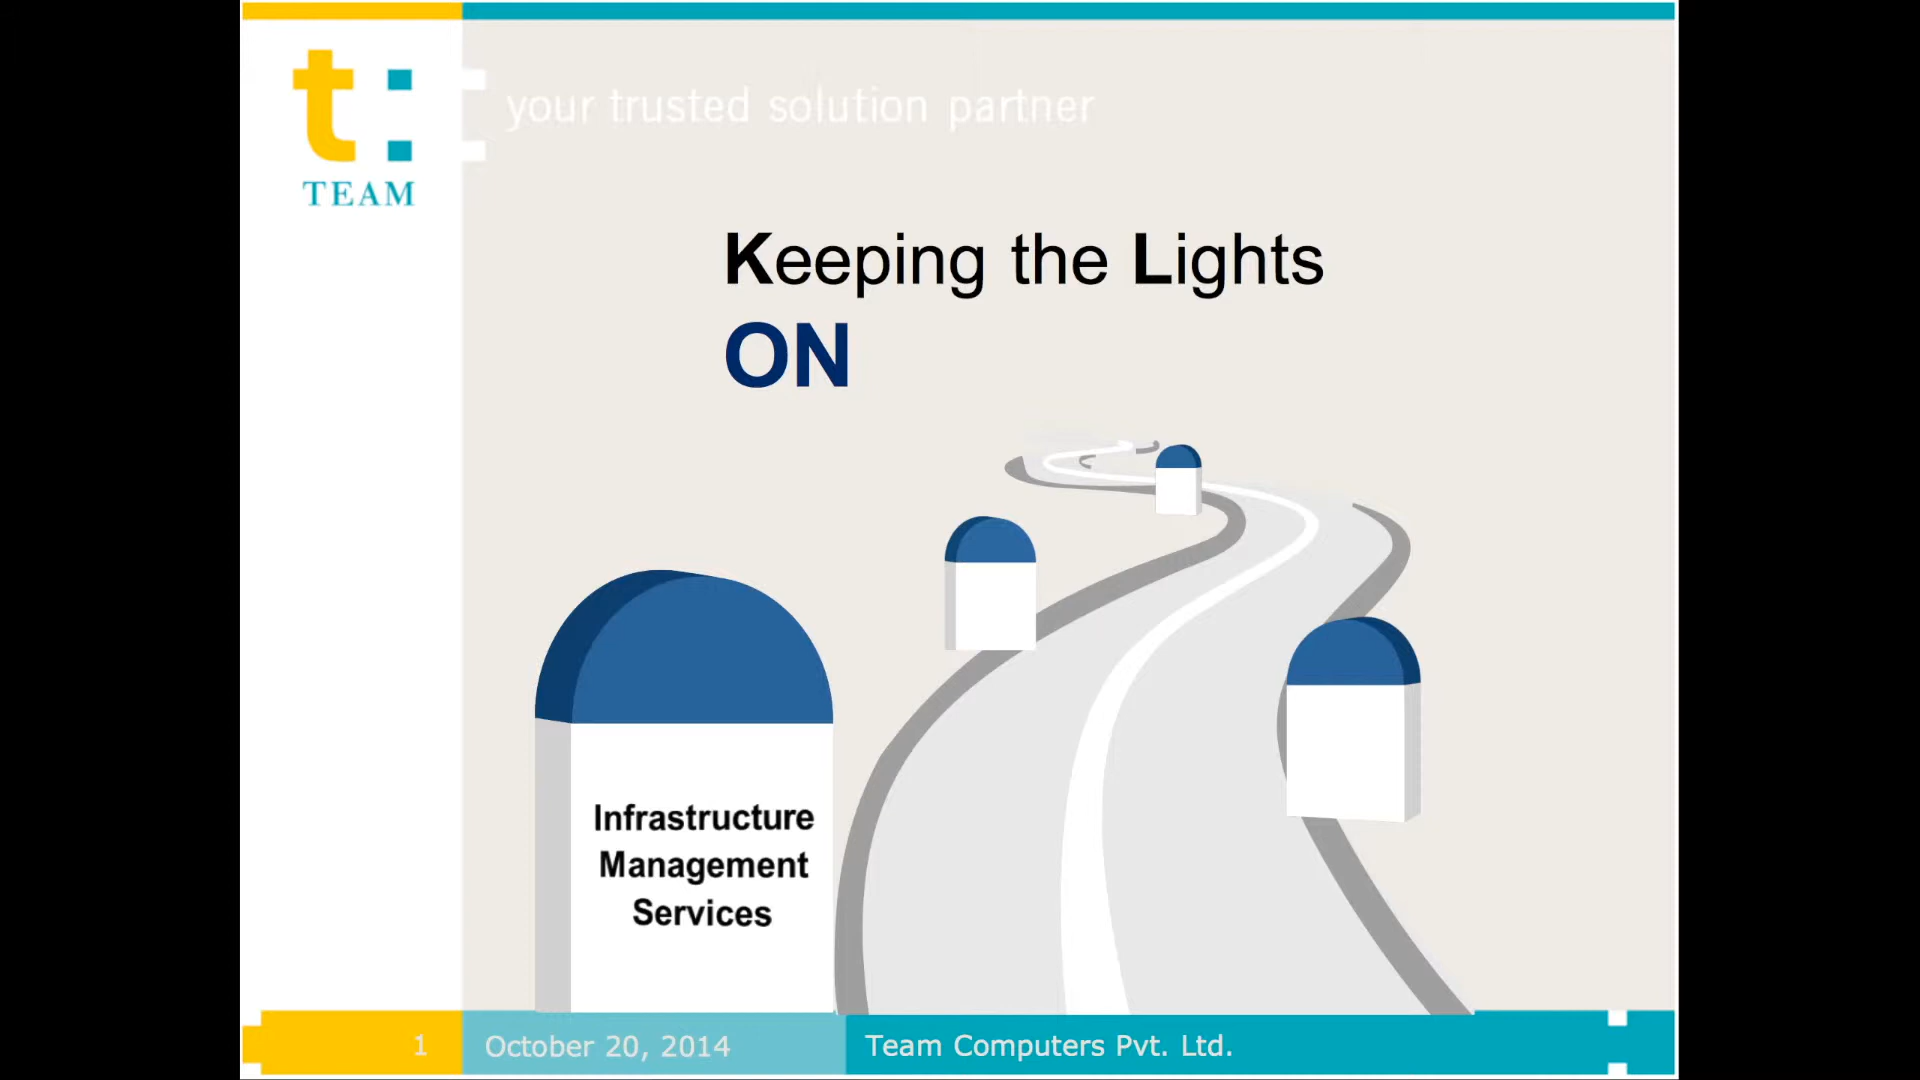 t:
TEAM
your trusted solution partner
Keeping the Lights
ON
Infrastructure
Management
Services
1
October 20, 2014
Team Computers Pvt. Ltd.